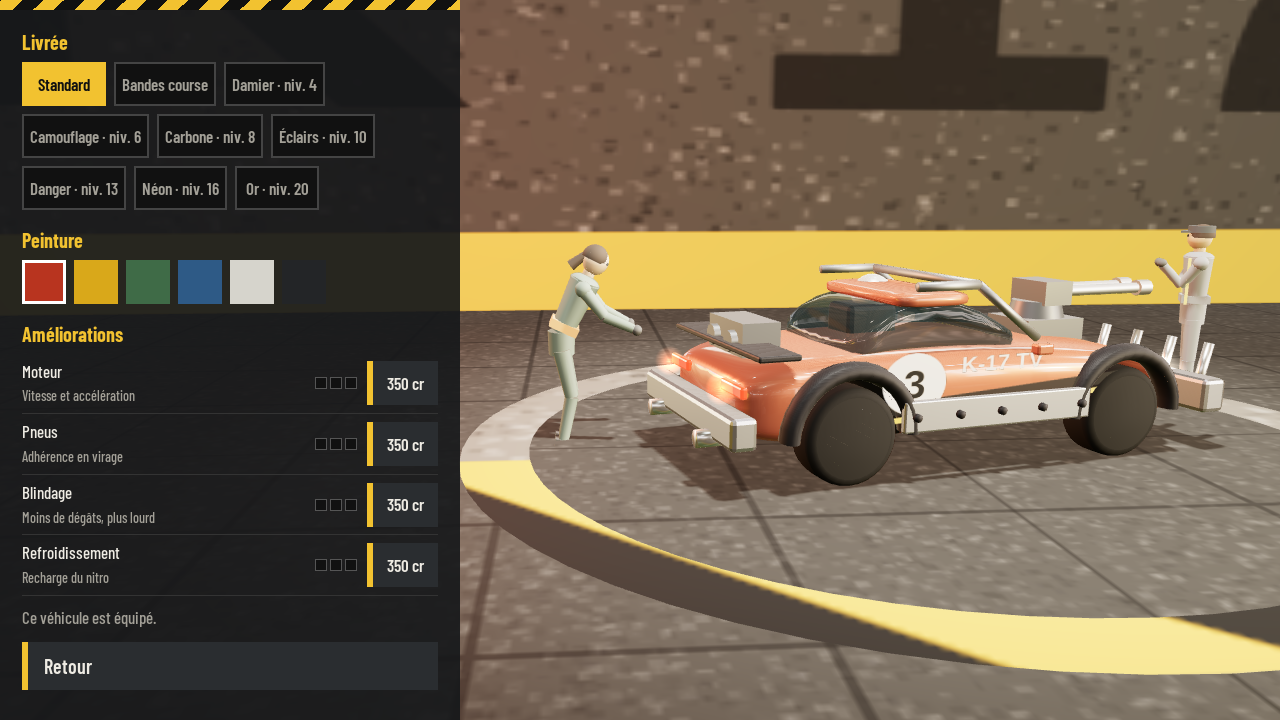 Livrée
Standard
Bandes course
Damier · niv. 4
Camouflage · niv. 6
Carbone · niv. 8
Éclairs · niv. 10
Danger · niv. 13
Néon · niv. 16
Or · niv. 20
Peinture
Améliorations
Moteur
Vitesse et accélération
350 cr
Pneus
Adhérence en virage
350 cr
Blindage
Moins de dégâts, plus lourd
350 cr
Refroidissement
Recharge du nitro
350 cr
Ce véhicule est équipé.
Retour
3
K-17 TV